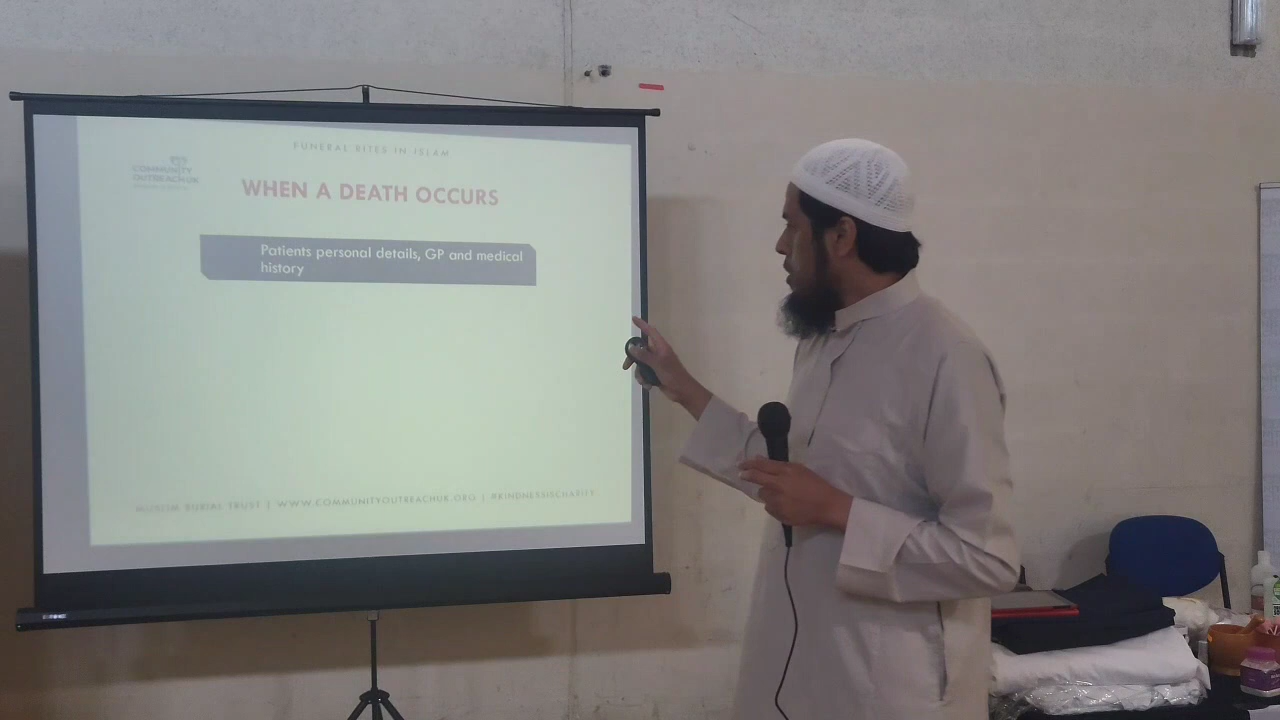 FUNERAL RITES IN ISLAM
COMMUNITY
OUTREACHUK
WHEN A DEATH OCCURS
Patients personal details, GP and medical
history
MUSLIM BURIAL TRUST | WWW.COMMUNITYOUTREACHUK.ORG | #KINDNESSISCHARITY